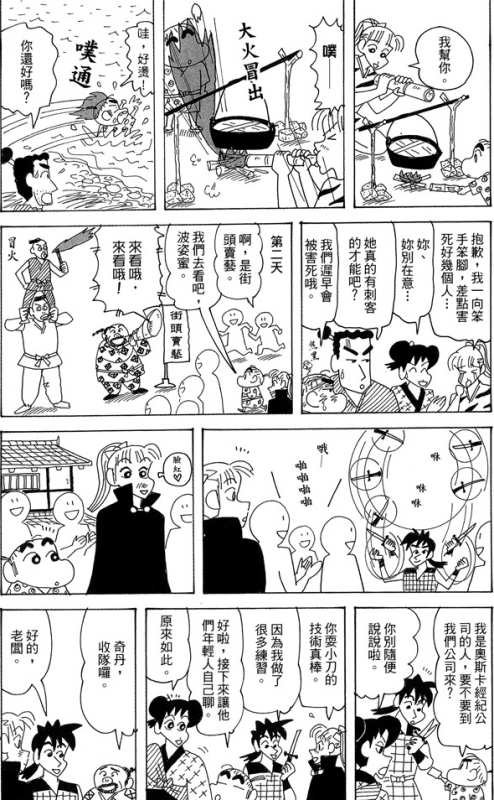 我幫你。
噗
大火冒出
哇，好燙！
噗通
你還好嗎？
抱歉，我一向笨
手笨腳，差點害
死好幾個…
妳、
妳別在意…
她真的有刺客
的才能吧？
我們遲早會
被害死哦。
第二天
啊，是街
頭賣藝。
我們去看吧，
波姿蜜。
街頭賣藝
來看哦，
來看哦！
冒火
咻
咻
咻
咻
哦
啪啪啪啪
臉紅
我是奧斯卡經紀公
司的人，要不要到
我們公司來？
你別隨便
說說啦。
你耍小刀的
技術真棒。
因為我做了
很多練習。
好啦，接下來讓他
們年輕人自己聊。
原來如此。
奇丹，
收隊囉。
好的，
老闆。